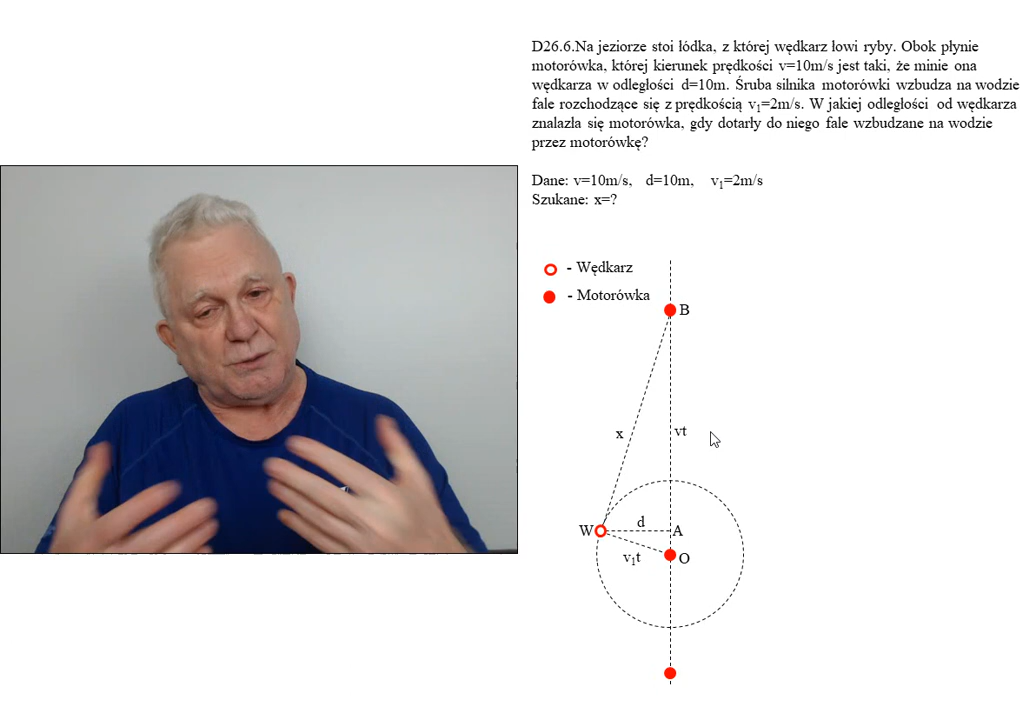 D26.6.Na jeziorze stoi łódka, z której wędkarz łowi ryby. Obok płynie
motorówka, której kierunek prędkości v=10m/s jest taki, że minie ona
wędkarza w odległości d=10m. Śruba silnika motorówki wzbudza na wodzie
fale rozchodzące się z prędkością v₁=2m/s. W jakiej odległości od wędkarza
znalazła się motorówka, gdy dotarły do niego fale wzbudzane na wodzie
przez motorówkę?
Dane: v=10m/s, d=10m, v₁=2m/s
Szukane: x=?
- Wędkarz
- Motorówka
B
x
vt
d
W
A
v₁t
O